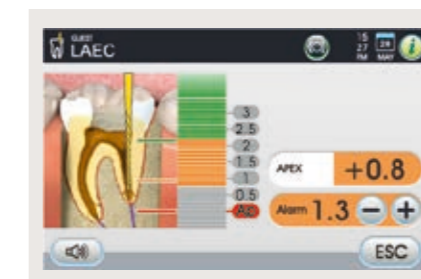 GUEST
LAEC
15
27
PM
29
MAY
i
3
2.5
2
1.5
1
0.5
Ap
APEX
+0.8
Alarm 1.3 − +
ESC